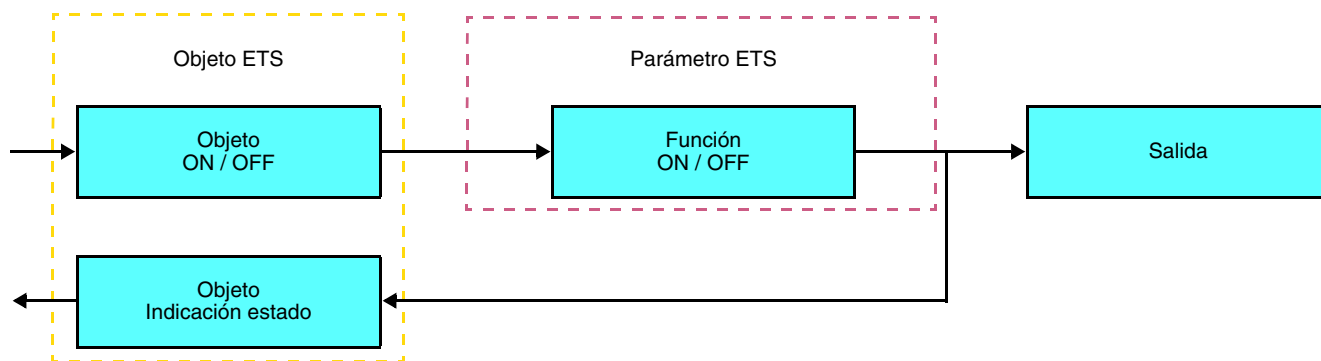 Objeto ETS
Parámetro ETS
Objeto
ON / OFF
Función
ON / OFF
Salida
Objeto
Indicación estado